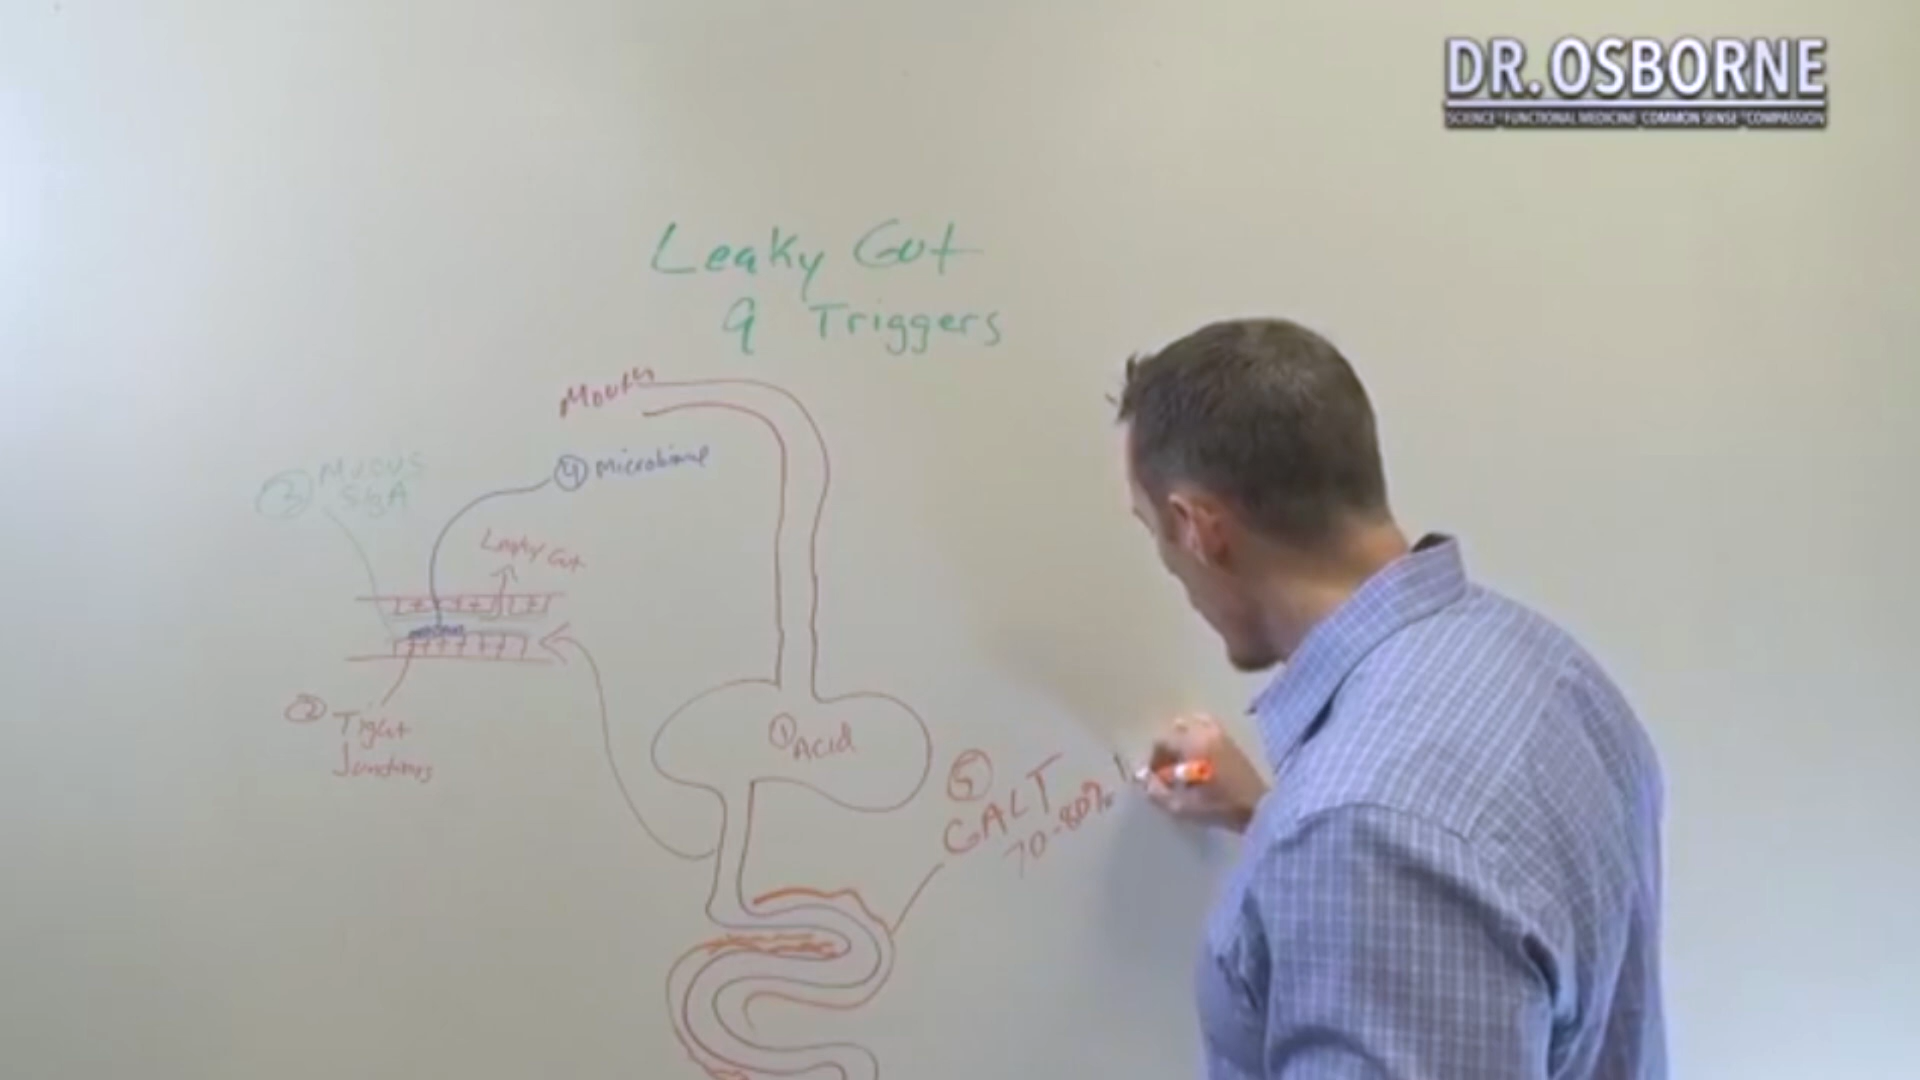 DR. OSBORNE
SCIENCE - FUNCTIONAL MEDICINE COMMON SENSE - COMPASSION
Leaky Gut
9 Triggers
Mouth
4 Microbiome
3 Mucus
SIgA
Leaky Gut
2 Tight
Junctions
1 Acid
5
GALT
70-80%